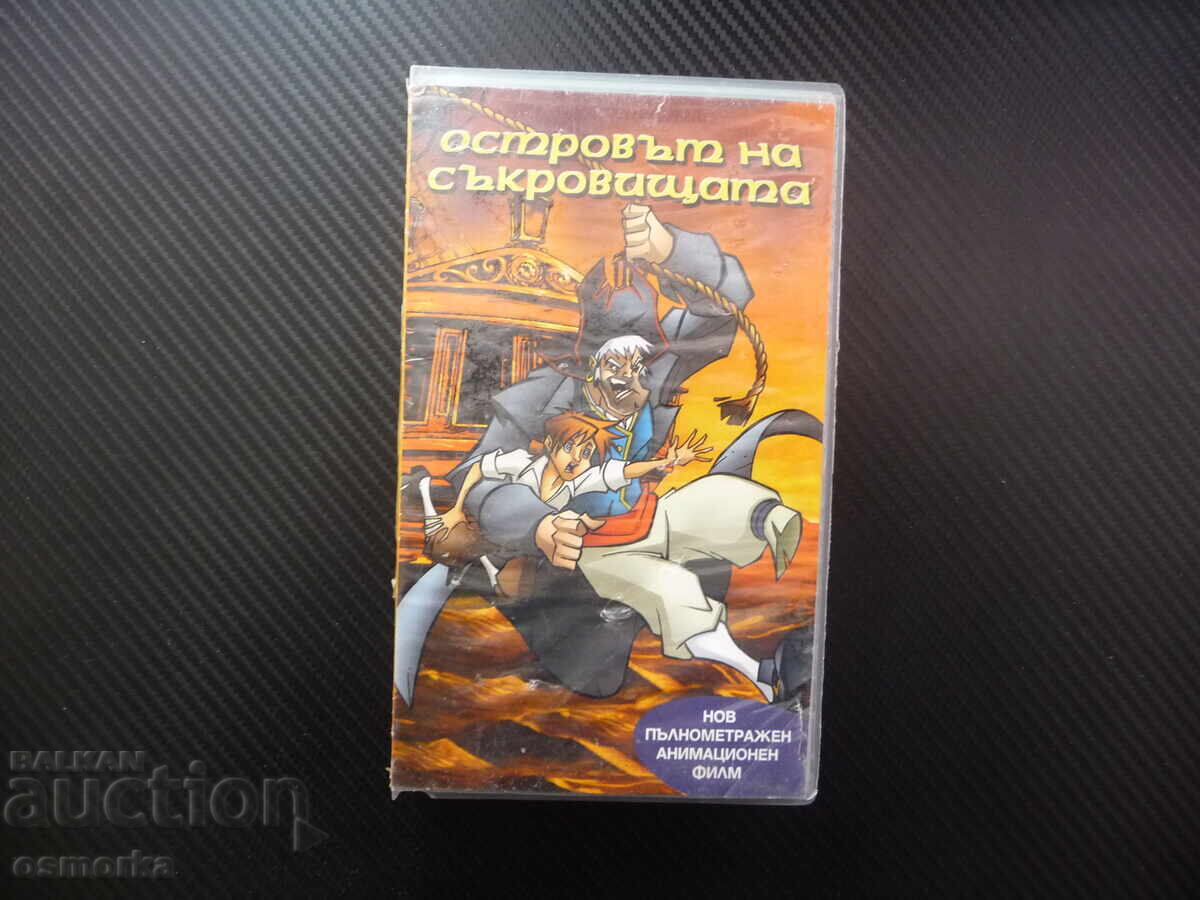 островът на
съкровищата
НОВ
ПЪЛНОМЕТРАЖЕН
АНИМАЦИОНЕН
ФИЛМ
BALKAN
auction
osmorka